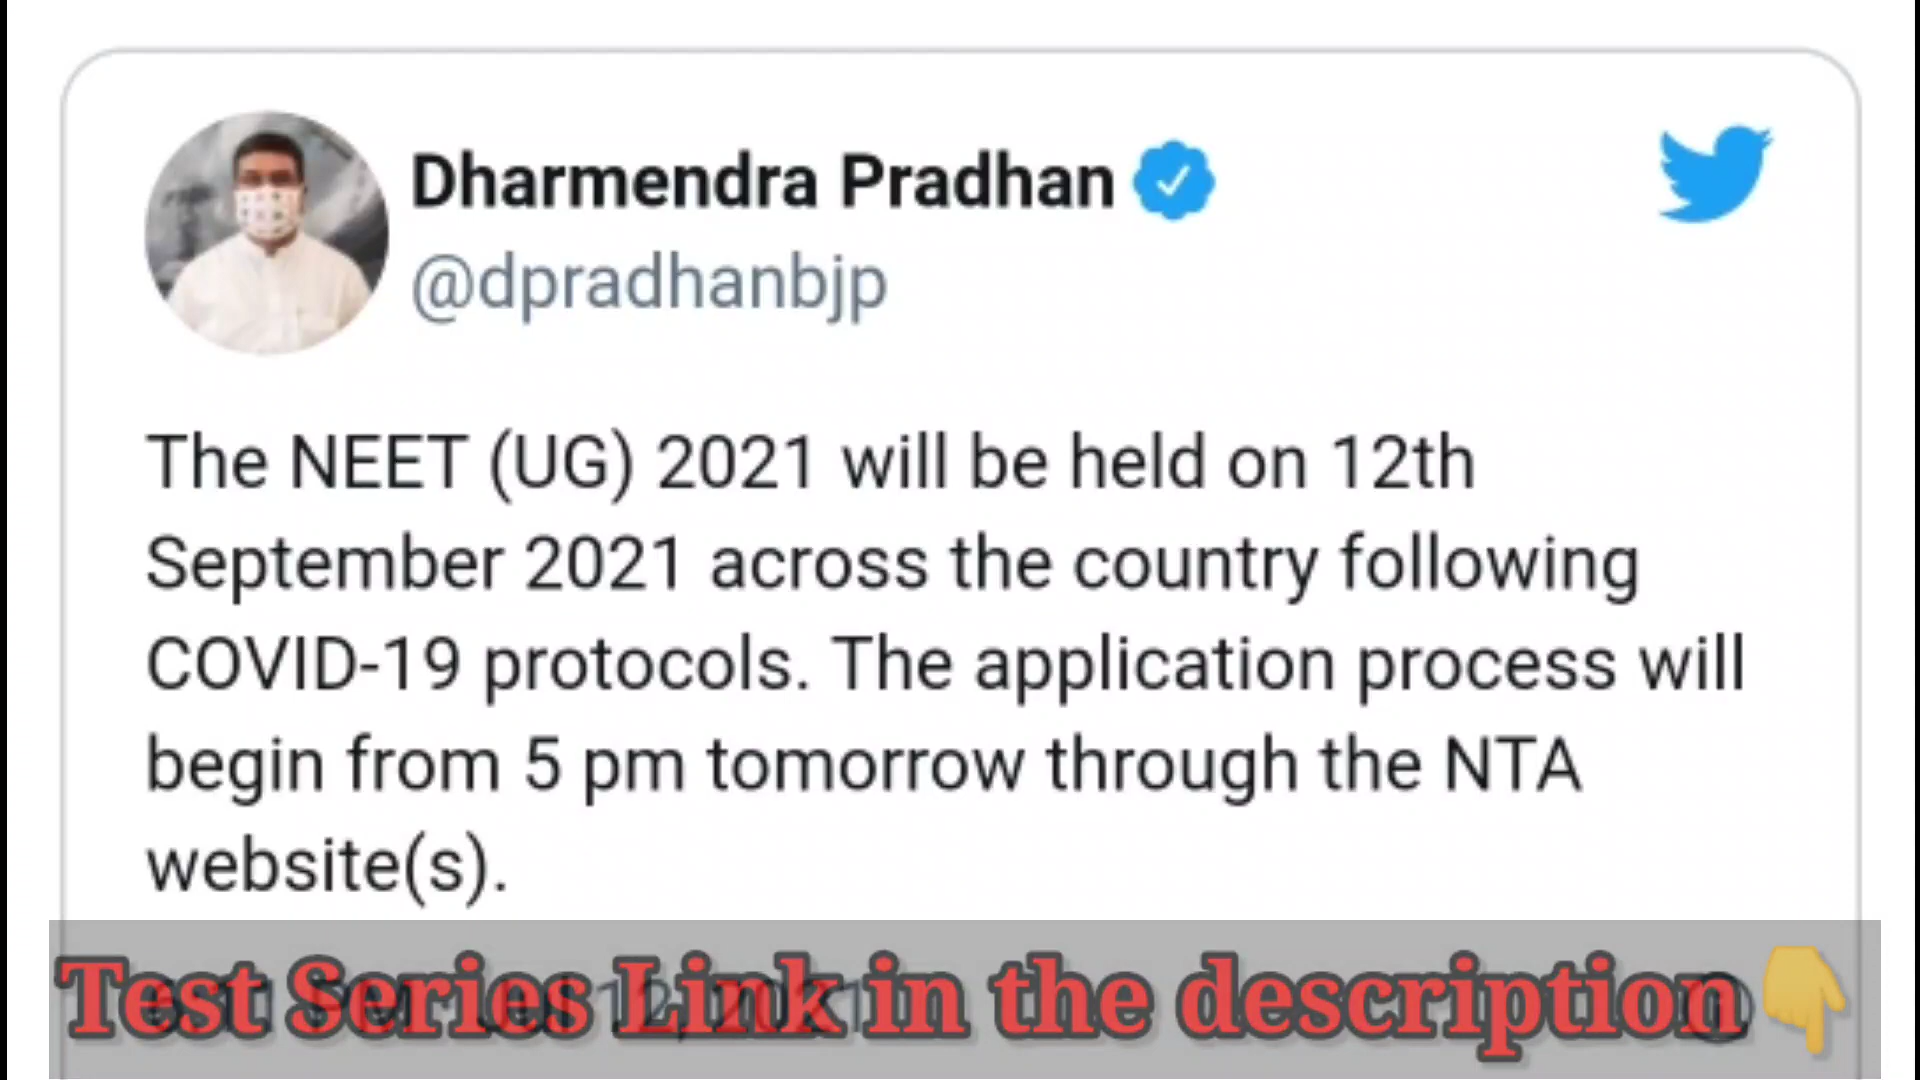 Dharmendra Pradhan
@dpradhanbjp
The NEET (UG) 2021 will be held on 12th
September 2021 across the country following
COVID-19 protocols. The application process will
begin from 5 pm tomorrow through the NTA
website(s).
Test Series Link in the description👇